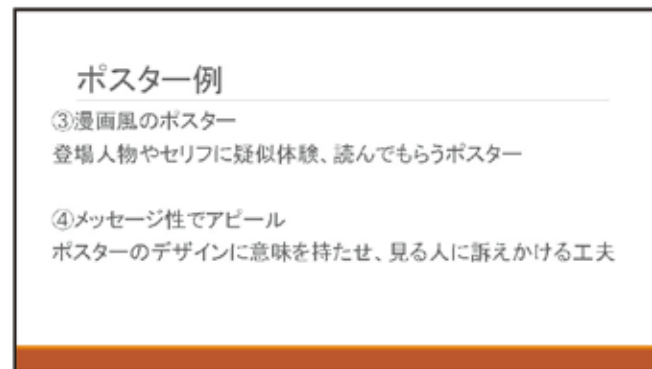 ポスター例
③漫画風のポスター
登場人物やセリフに疑似体験、読んでもらうポスター
④メッセージ性でアピール
ポスターのデザインに意味を持たせ、見る人に訴えかける工夫